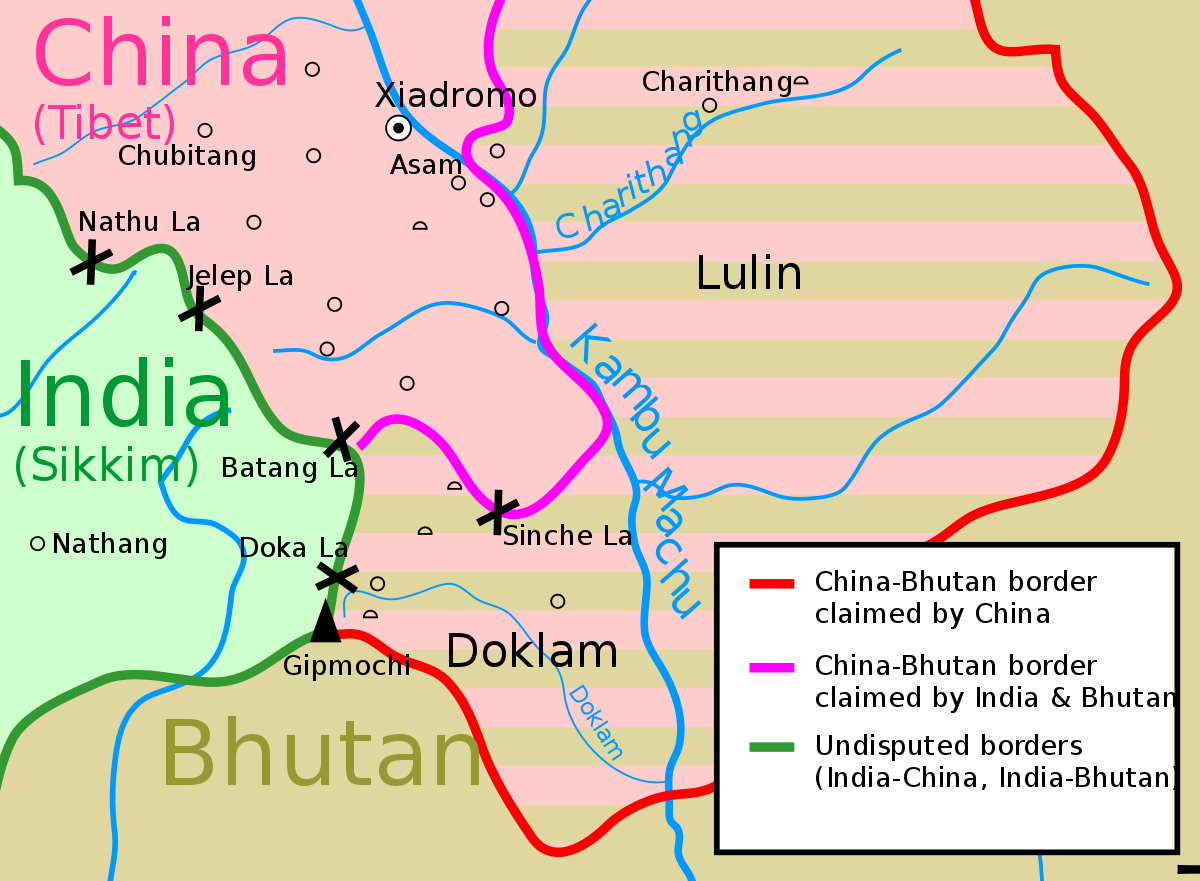 China
(Tibet)
Xiadromo
Charithang
Chubitang
Asam
Charithang
Nathu La
Jelep La
Lulin
India
(Sikkim)
Kambu Machu
Batang La
Sinche La
Nathang
Doka La
Gipmochi
Doklam
Doklam
Bhutan
China-Bhutan border
claimed by China
China-Bhutan border
claimed by India & Bhutan
Undisputed borders
(India-China, India-Bhutan)